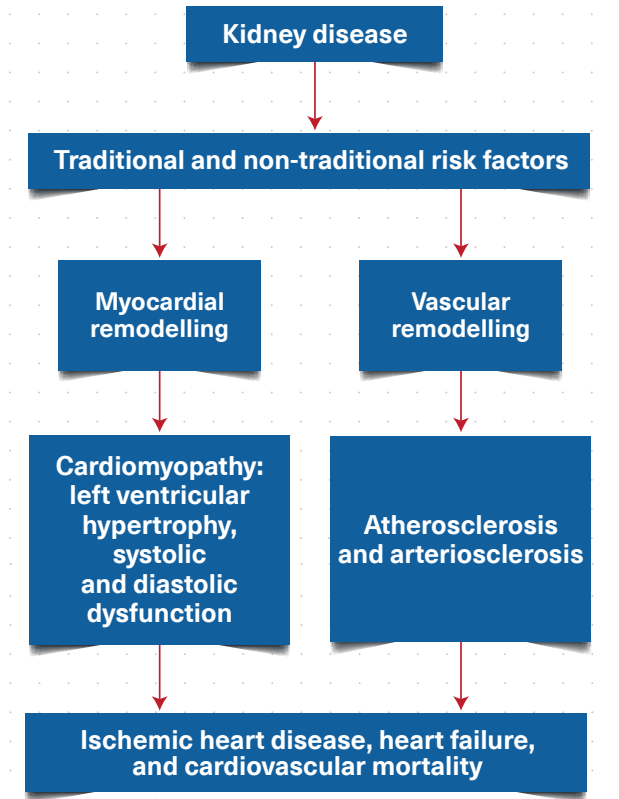 Kidney disease
Traditional and non-traditional risk factors
Myocardial
remodelling
Vascular
remodelling
Cardiomyopathy:
left ventricular
hypertrophy,
systolic
and diastolic
dysfunction
Atherosclerosis
and arteriosclerosis
Ischemic heart disease, heart failure,
and cardiovascular mortality